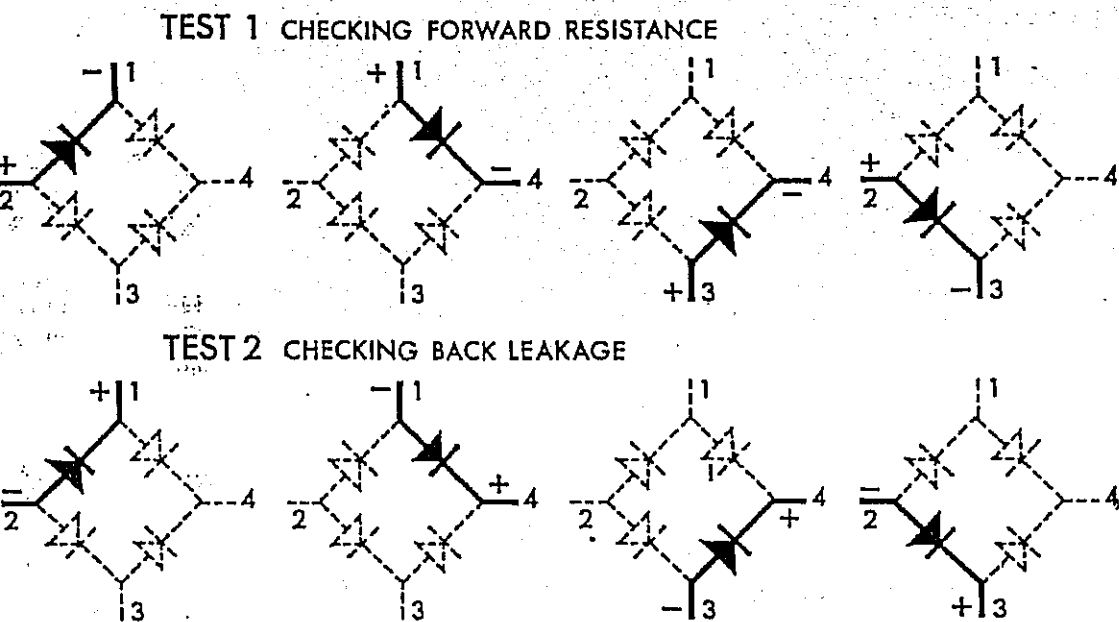 TEST 1 CHECKING FORWARD RESISTANCE
− 1 + 1 1 1
+ 2 4 2 − 4 2 − 4 + 2 4
3 3 + 3 − 3
TEST 2 CHECKING BACK LEAKAGE
+ 1 − 1 1 1
− 2 4 2 + 4 2 + 4 − 2 4
3 3 − 3 + 3